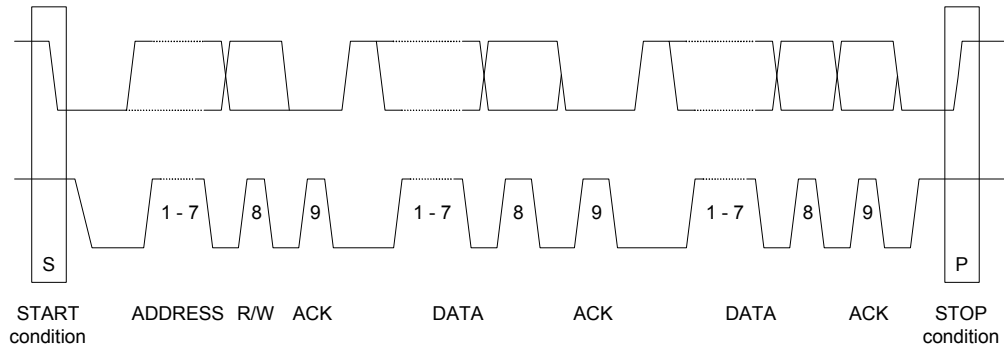 1 - 7 8 9 1 - 7 8 9 1 - 7 8 9
S P
START ADDRESS R/W ACK DATA ACK DATA ACK STOP
condition condition